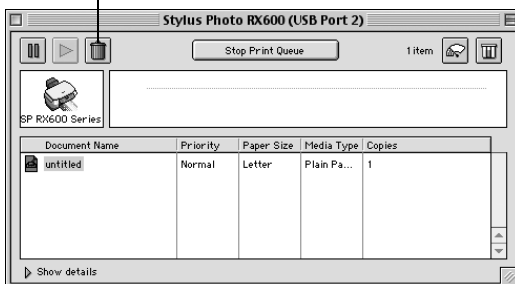 Stylus Photo RX600 (USB Port 2)
Stop Print Queue 1 item
SP RX600 Series
Document Name Priority Paper Size Media Type Copies
untitled Normal Letter Plain Pa... 1
Show details